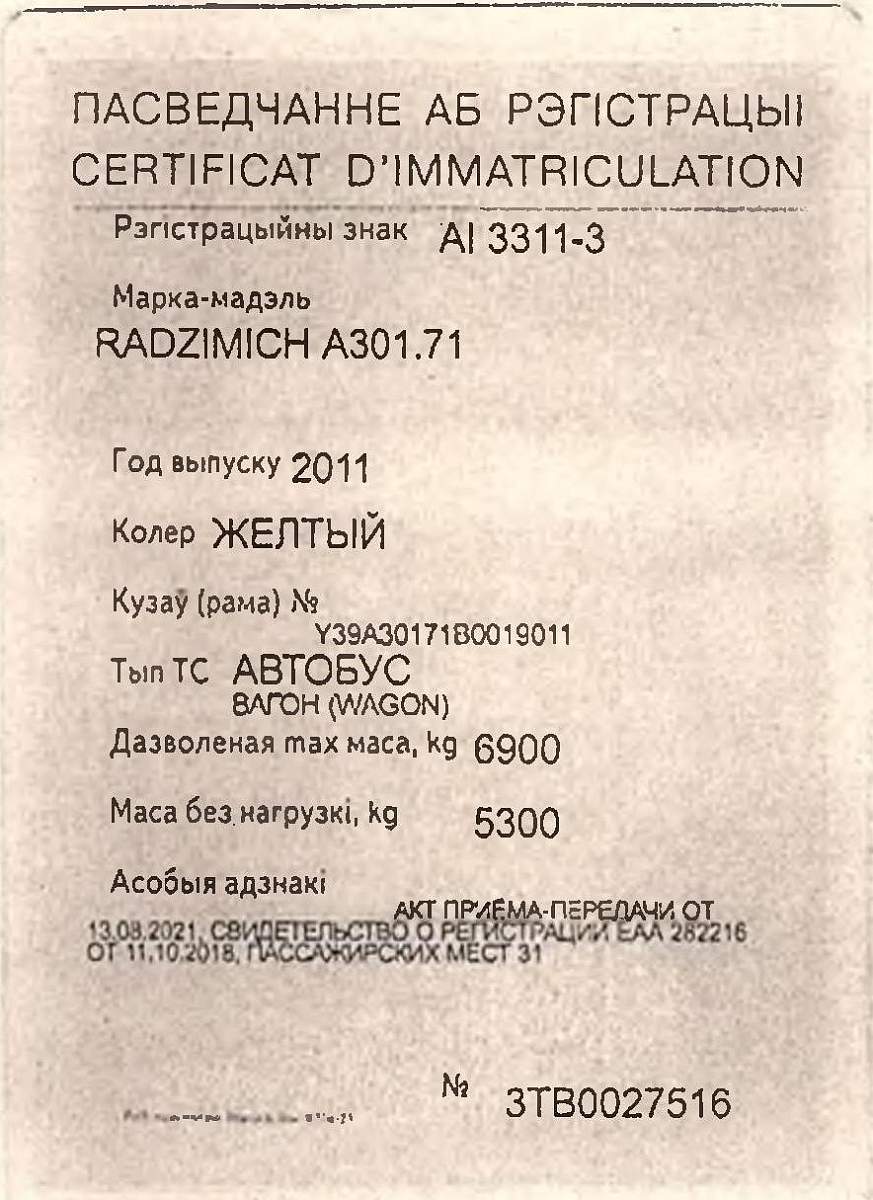 ПАСВЕДЧАННЕ АБ РЭГІСТРАЦЫІ
CERTIFICAT D'IMMATRICULATION
Рэгістрацыйны знак AI 3311-3
Марка-мадэль
RADZIMICH A301.71
Год выпуску 2011
Колер ЖЕЛТЫЙ
Кузаў (рама) №
Y39A30171B0019011
Тып ТС АВТОБУС
ВАГОН (WAGON)
Дазволеная max маса, kg 6900
Маса без нагрузкі, kg 5300
Асобыя адзнакі
АКТ ПРИЕМА-ПЕРЕДАЧИ ОТ
13.08.2021, СВИДЕТЕЛЬСТВО О РЕГИСТРАЦИИ EAA 282216
ОТ 11.10.2018, ПАССАЖИРСКИХ МЕСТ 31
№ 3TB0027516